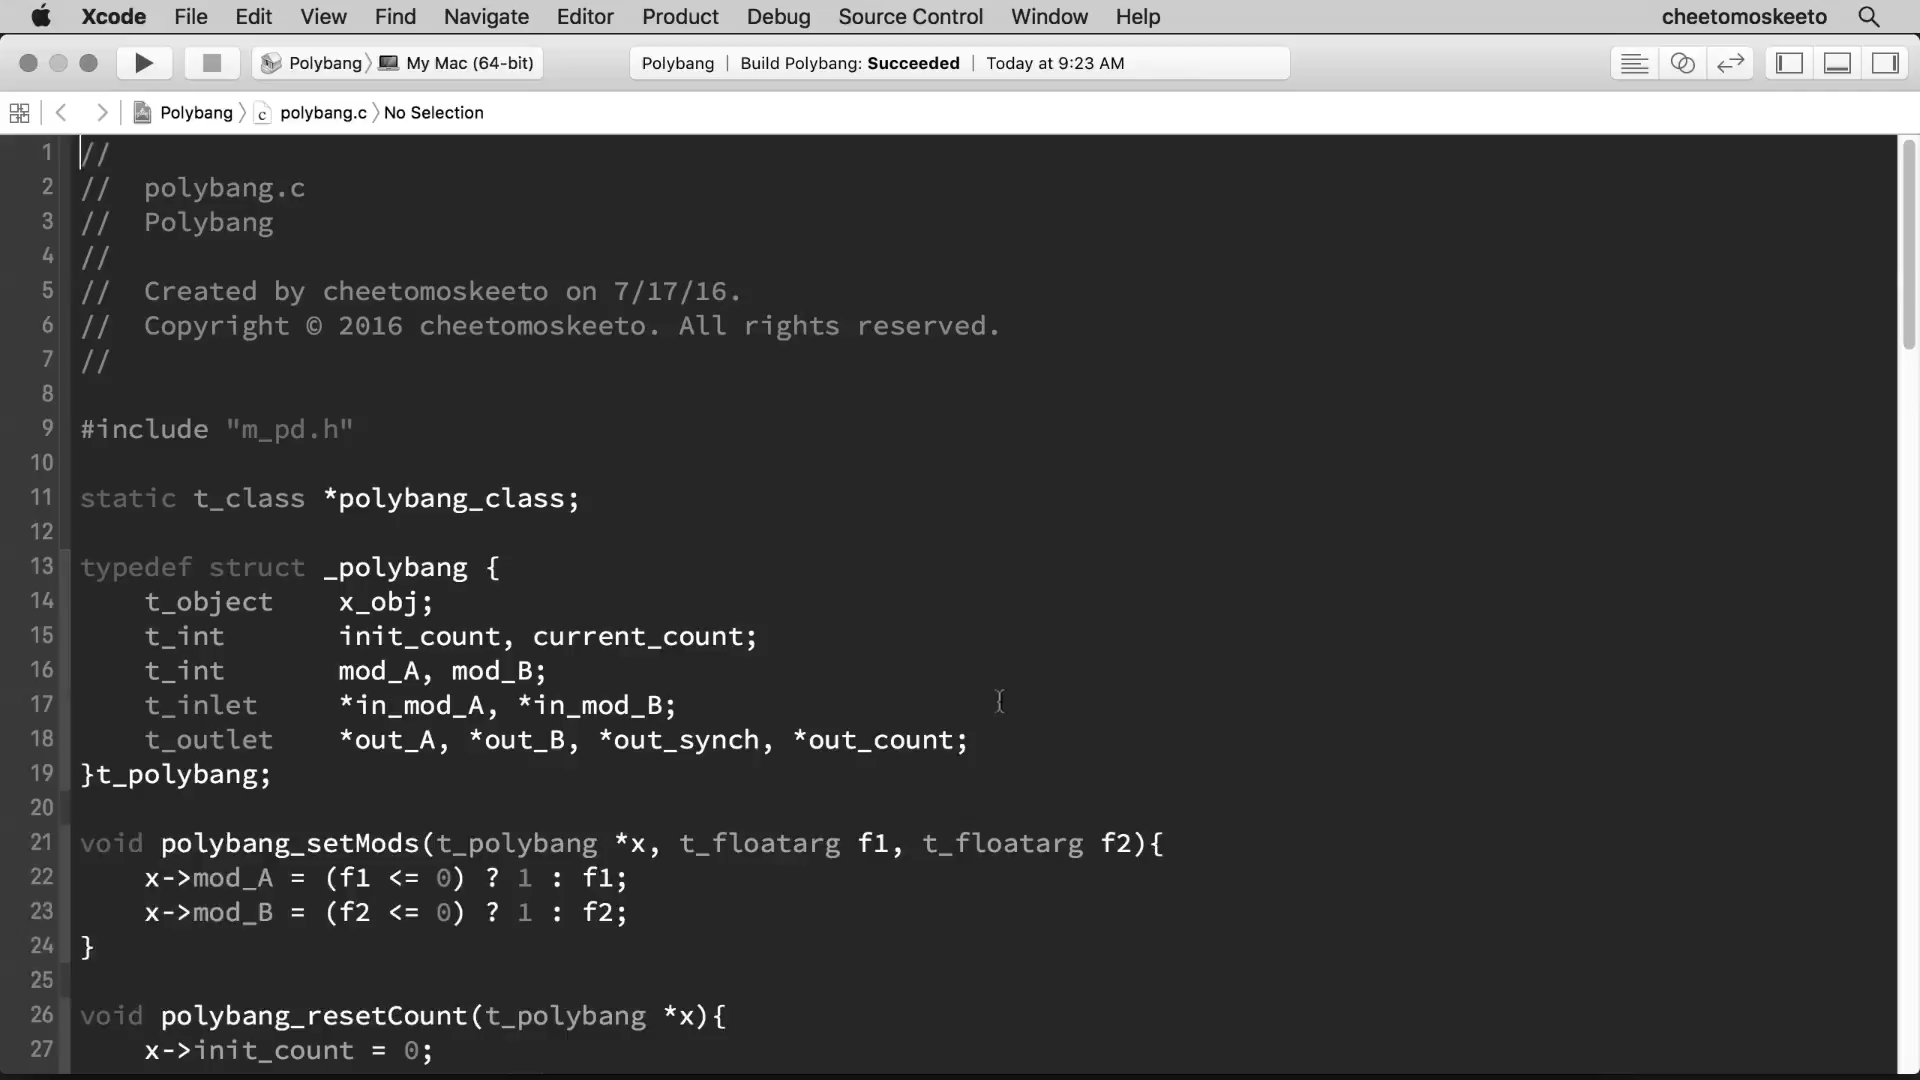 Xcode File Edit View Find Navigate Editor Product Debug Source Control Window Help cheetomoskeeto
Polybang 〉 My Mac (64-bit) Polybang | Build Polybang: Succeeded | Today at 9:23 AM
Polybang 〉 c polybang.c 〉 No Selection
1 //
2 //  polybang.c
3 //  Polybang
4 //
5 //  Created by cheetomoskeeto on 7/17/16.
6 //  Copyright © 2016 cheetomoskeeto. All rights reserved.
7 //
8
9 #include "m_pd.h"
10
11 static t_class *polybang_class;
12
13 typedef struct _polybang {
14     t_object    x_obj;
15     t_int       init_count, current_count;
16     t_int       mod_A, mod_B;
17     t_inlet     *in_mod_A, *in_mod_B;
18     t_outlet    *out_A, *out_B, *out_synch, *out_count;
19 }t_polybang;
20
21 void polybang_setMods(t_polybang *x, t_floatarg f1, t_floatarg f2){
22     x->mod_A = (f1 <= 0) ? 1 : f1;
23     x->mod_B = (f2 <= 0) ? 1 : f2;
24 }
25
26 void polybang_resetCount(t_polybang *x){
27     x->init_count = 0;